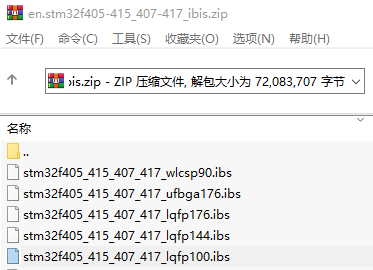 en.stm32f405-415_407-417_ibis.zip
文件(F) 命令(C) 工具(S) 收藏夹(O) 选项(N) 帮助(H)
bis.zip - ZIP 压缩文件, 解包大小为 72,083,707 字节
名称
..
stm32f405_415_407_417_wlcsp90.ibs
stm32f405_415_407_417_ufbga176.ibs
stm32f405_415_407_417_lqfp176.ibs
stm32f405_415_407_417_lqfp144.ibs
stm32f405_415_407_417_lqfp100.ibs